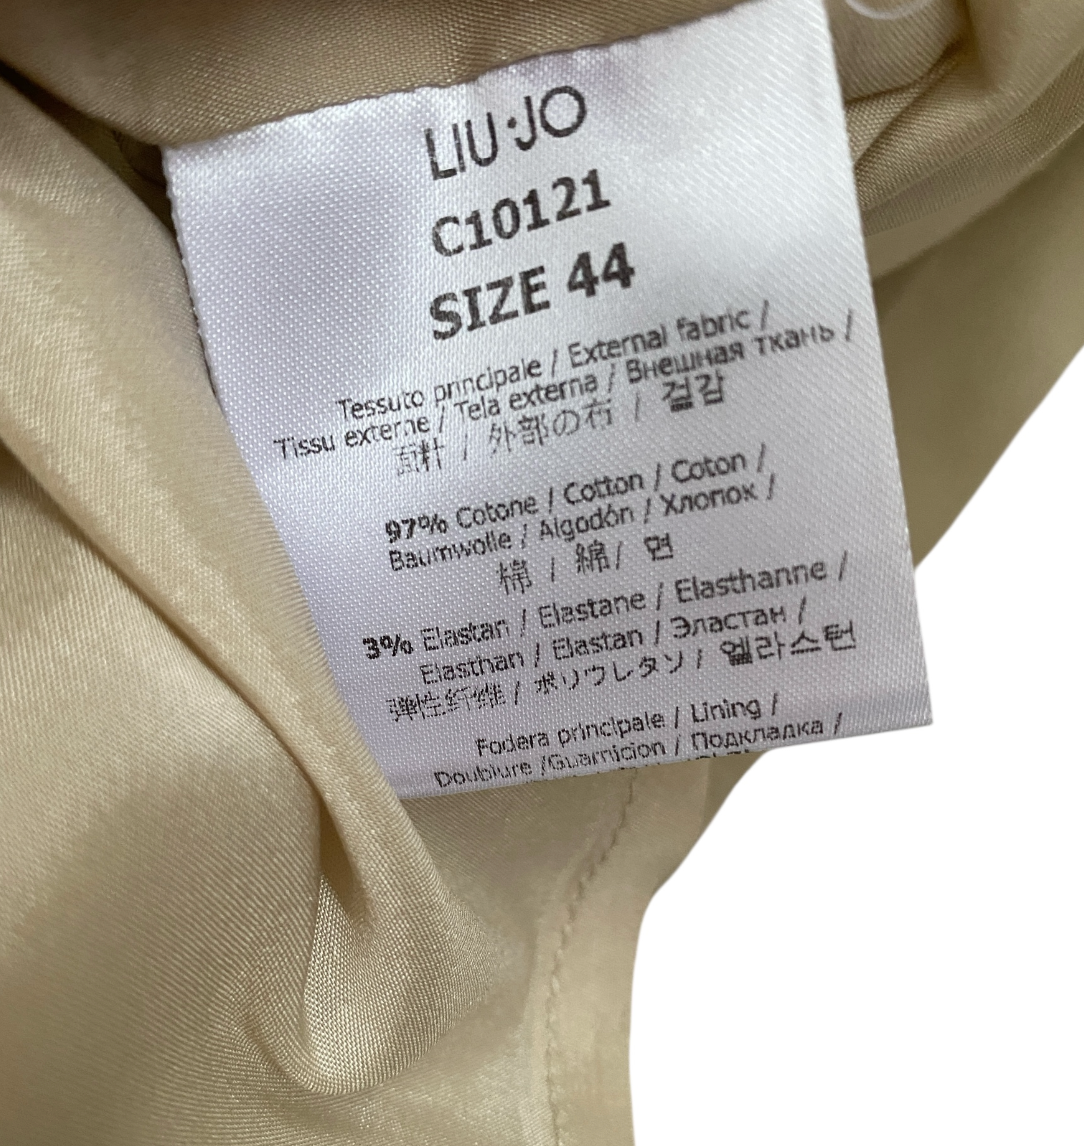 LIU·JO
C10121
SIZE 44
Tessuto principale / External fabric /
Tissu externe / Tela externa / Внешная ткань /
面料 / 外部の布 / 겉감
97% Cotone / Cotton / Coton /
Baumwolle / Algodón / Хлопок /
棉 / 綿 / 면
3% Elastan / Elastane / Elasthanne /
Elasthan / Elastan / Эластан /
弹性纤维 / ポリウレタン / 엘라스턴
Fodera principale / Lining /
Doublure /Guarnicion / Подкладка /